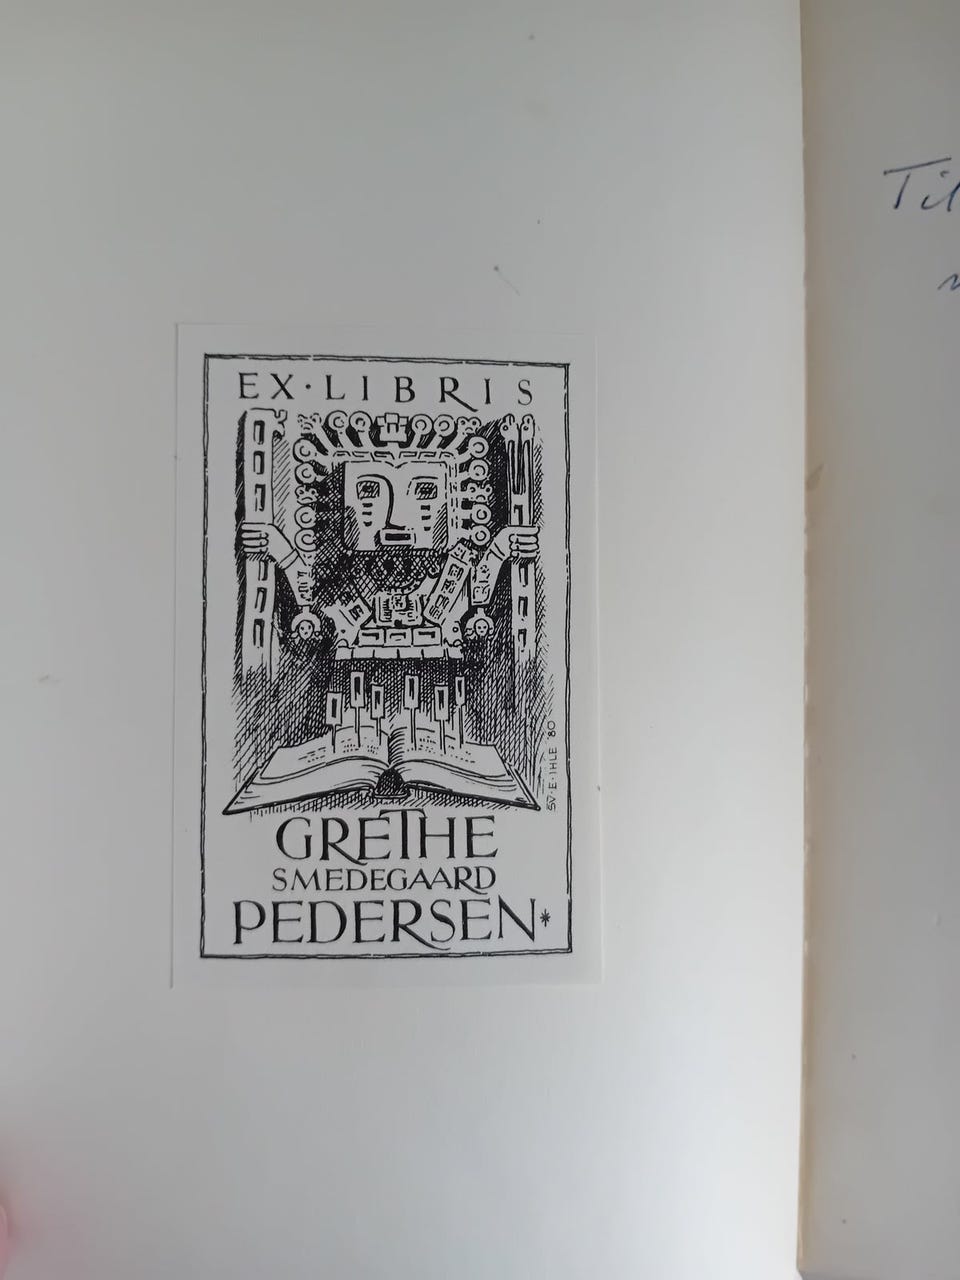 EX·LIBRIS
SV·E·IHLE '80
GRETHE
SMEDEGAARD
PEDERSEN*
Til